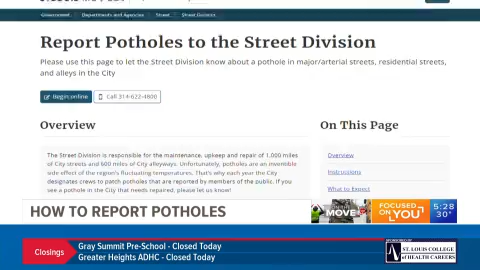 Government Departments and Agencies Street Street Division
Report Potholes to the Street Division
Please use this page to let the Street Division know about a pothole in major/arterial streets, residential streets,
and alleys in the City
Begin online
Call 314-622-4800
Overview
The Street Division is responsible for the maintenance, upkeep and repair of 1,000 miles
of City streets and 600 miles of City alleyways. Unfortunately, potholes are an inevitable
side effect of the region's fluctuating temperatures. That's why each year the City
designates crews to patch potholes that are reported by members of the public. If you
see a pothole in the City that needs repaired, please let us know!
On This Page
Overview
Instructions
What to Expect
HOW TO REPORT POTHOLES
MOVE
FOCUSED
ON YOU
5:28
30°
Closings
Gray Summit Pre-School - Closed Today
Greater Heights ADHC - Closed Today
SPONSORED BY
ST. LOUIS COLLEGE
of HEALTH CAREERS